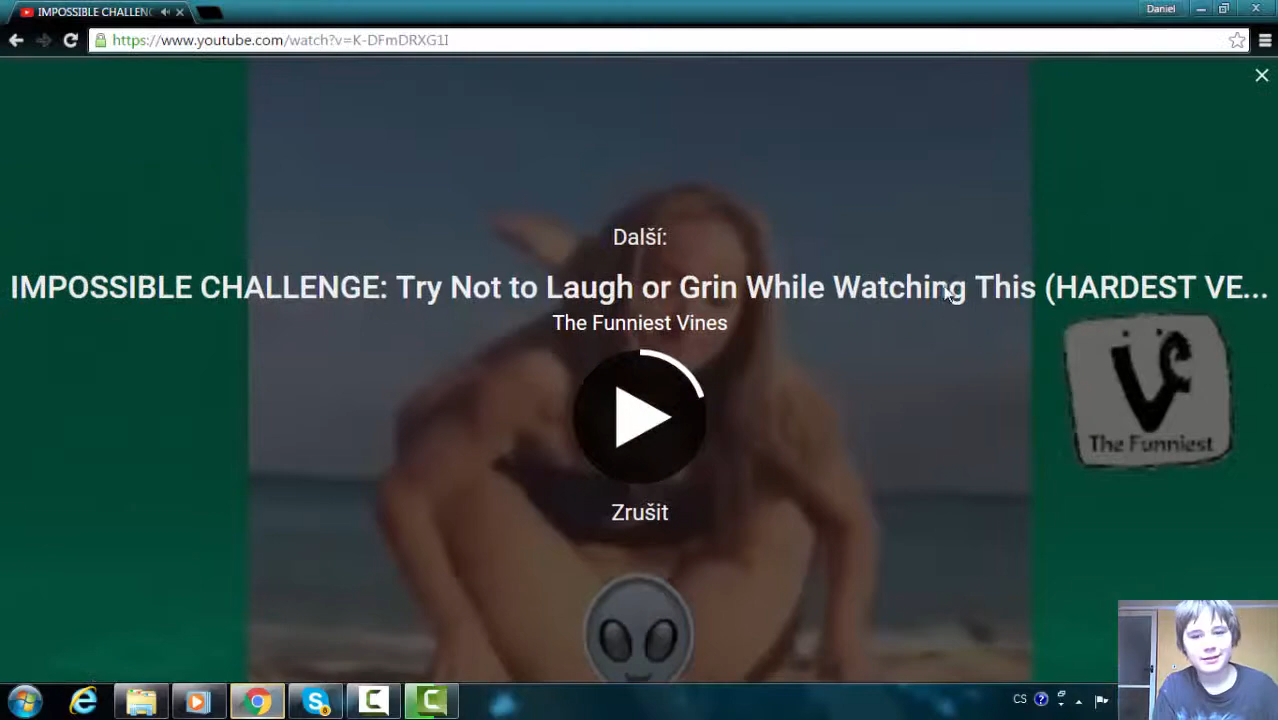 IMPOSSIBLE CHALLENG
Daniel
https://www.youtube.com/watch?v=K-DFmDRXG1I
Další:
IMPOSSIBLE CHALLENGE: Try Not to Laugh or Grin While Watching This (HARDEST VE...
The Funniest Vines
The Funniest
Zrušit
CS